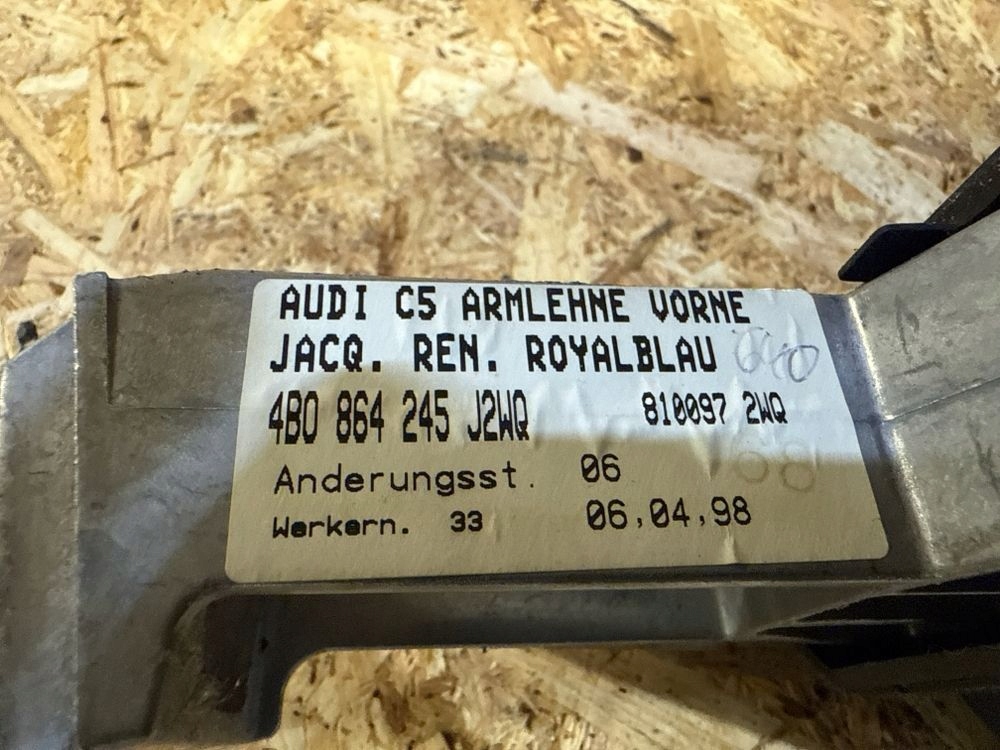 AUDI C5 ARMLEHNE VORNE
JACQ. REN. ROYALBLAU
4B0 864 245 J2WQ 810097 2WQ
Anderungsst. 06
Werkern. 33 06,04,98